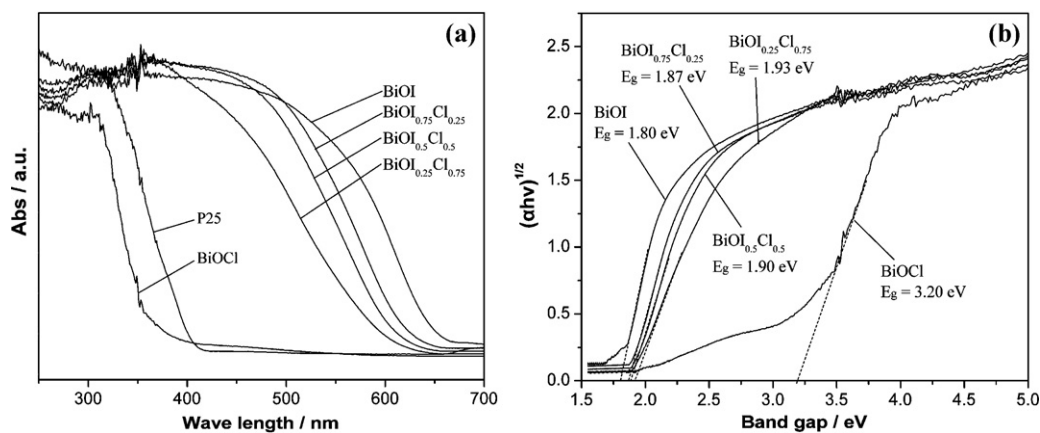 (a)
Abs / a.u.
BiOI
BiOI0.75Cl0.25
BiOI0.5Cl0.5
BiOI0.25Cl0.75
P25
BiOCl
300 400 500 600 700
Wave length / nm
(b)
(αhv)1/2
2.5
2.0
1.5
1.0
0.5
0.0
BiOI0.75Cl0.25
Eg = 1.87 eV
BiOI0.25Cl0.75
Eg = 1.93 eV
BiOI
Eg = 1.80 eV
BiOI0.5Cl0.5
Eg = 1.90 eV
BiOCl
Eg = 3.20 eV
1.5 2.0 2.5 3.0 3.5 4.0 4.5 5.0
Band gap / eV